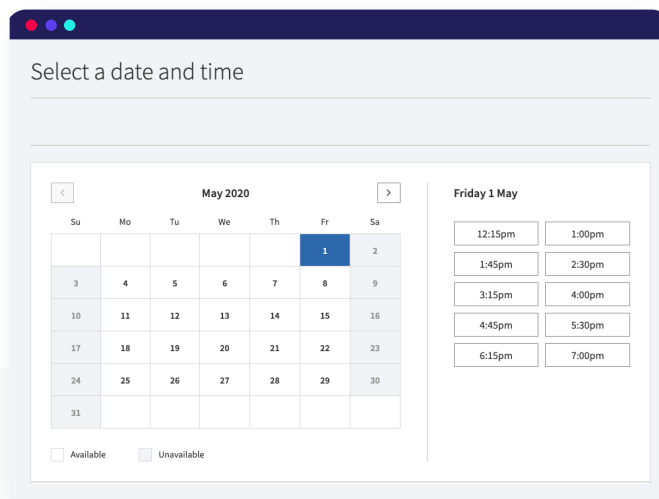 Select a date and time
May 2020
Su Mo Tu We Th Fr Sa
1 2
3 4 5 6 7 8 9
10 11 12 13 14 15 16
17 18 19 20 21 22 23
24 25 26 27 28 29 30
31
Available Unavailable
Friday 1 May
12:15pm 1:00pm
1:45pm 2:30pm
3:15pm 4:00pm
4:45pm 5:30pm
6:15pm 7:00pm